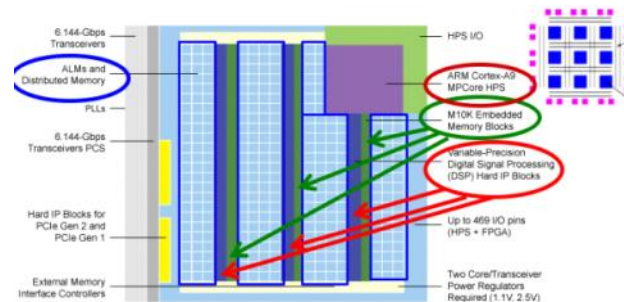 6.144-Gbps
Transceivers
ALMs and
Distributed Memory
PLLs
6.144-Gbps
Transceivers PCS
Hard IP Blocks for
PCIe Gen 2 and
PCIe Gen 1
External Memory
Interface Controllers
HPS I/O
ARM Cortex-A9
MPCore HPS
M10K Embedded
Memory Blocks
Variable-Precision
Digital Signal Processing
(DSP) Hard IP Blocks
Up to 469 I/O pins
(HPS + FPGA)
Two Core/Transceiver
Power Regulators
Required (1.1V, 2.5V)